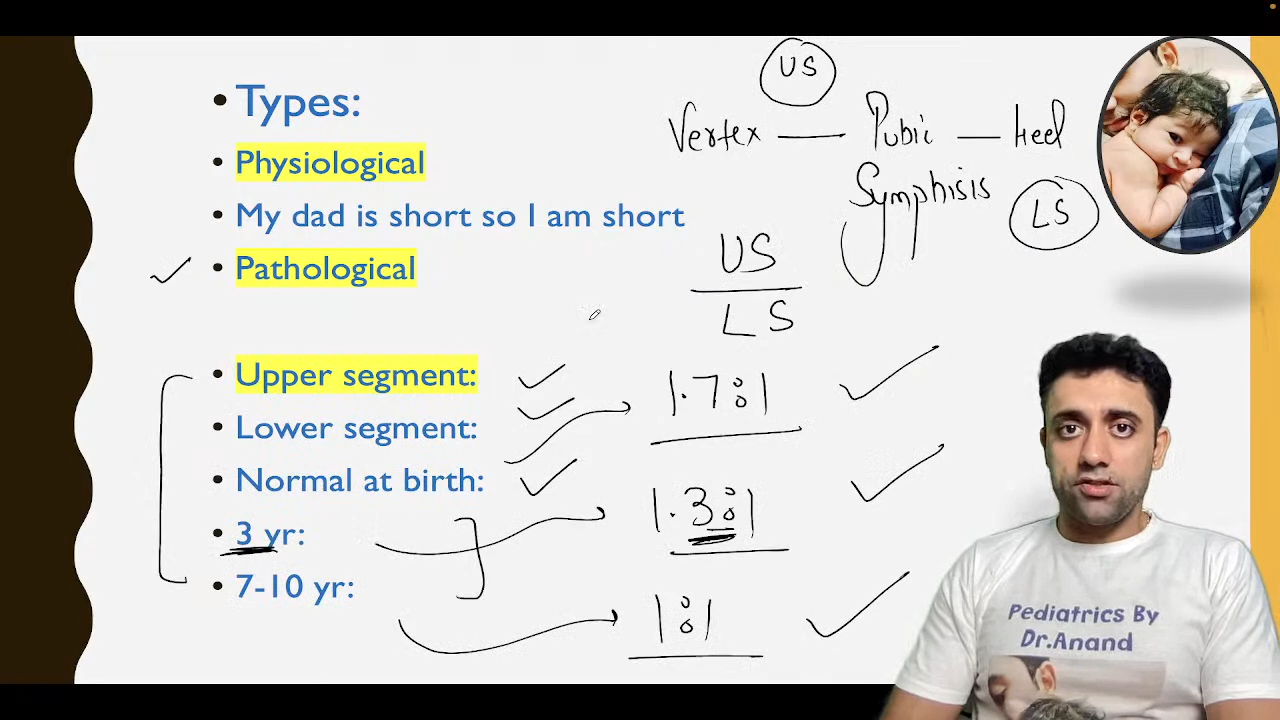 • Types:
• Physiological
• My dad is short so I am short
• Pathological
• Upper segment:
• Lower segment:
• Normal at birth:
• 3 yr:
• 7-10 yr:
US
Vertex — Pubic — Heel
Symphisis
LS
US
LS
1.7:1
1.3:1
1:1
Pediatrics By
Dr.Anand